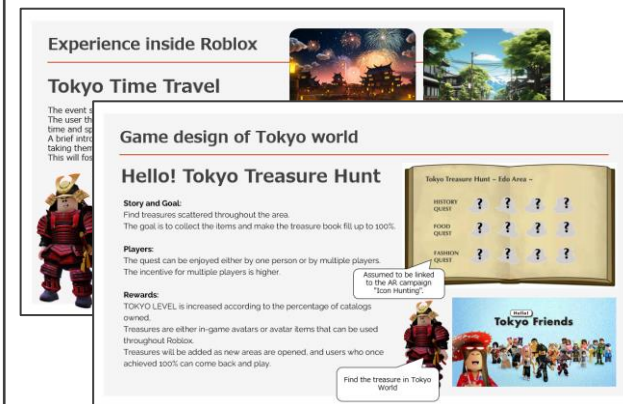 Experience inside Roblox
Tokyo Time Travel
The event s
The user th
time and sp
A brief intro
taking them
This will fos
Game design of Tokyo world
Hello! Tokyo Treasure Hunt
Story and Goal:
Find treasures scattered throughout the area.
The goal is to collect the items and make the treasure book fill up to 100%.
Players:
The quest can be enjoyed either by one person or by multiple players.
The incentive for multiple players is higher.
Rewards:
TOKYO LEVEL is increased according to the percentage of catalogs
owned.
Treasures are either in-game avatars or avatar items that can be used
throughout Roblox.
Treasures will be added as new areas are opened, and users who once
achieved 100% can come back and play.
Tokyo Treasure Hunt – Edo Area –
HISTORY
QUEST
? ? ? ?
FOOD
QUEST
? ? ? ?
FASHION
QUEST
? ? ? ?
Assumed to be linked
to the AR campaign
"Icon Hunting".
Hello!
Tokyo Friends
Find the treasure in Tokyo
World